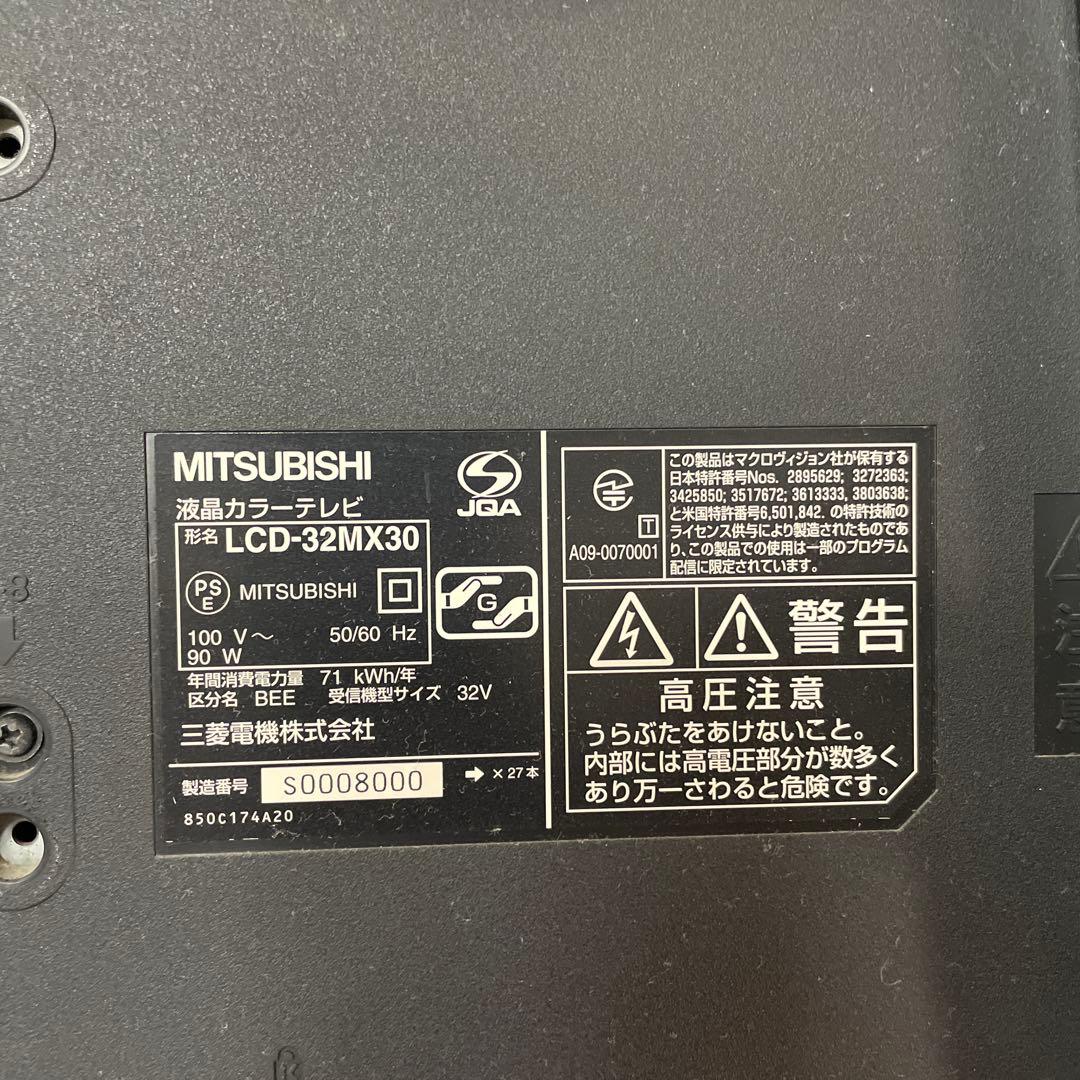 MITSUBISHI
液晶カラーテレビ
形名 LCD-32MX30
PSE MITSUBISHI
100 V～ 50/60 Hz
90 W
G
年間消費電力量 71 kWh/年
区分名 BEE 受信機型サイズ 32V
三菱電機株式会社
製造番号 S0008000 ➡ ×27本
850C174A20
JQA
T
A09-0070001
この製品はマクロヴィジョン社が保有する
日本特許番号Nos. 2895629; 3272363;
3425850; 3517672; 3613333, 3803638;
と米国特許番号6,501,842. の特許技術の
ライセンス供与により製造されたものであ
り、この製品での使用は一部のプログラム
配信に限定されています。
警告
高圧注意
うらぶたをあけないこと。
内部には高電圧部分が数多く
あり万一さわると危険です。
8
注